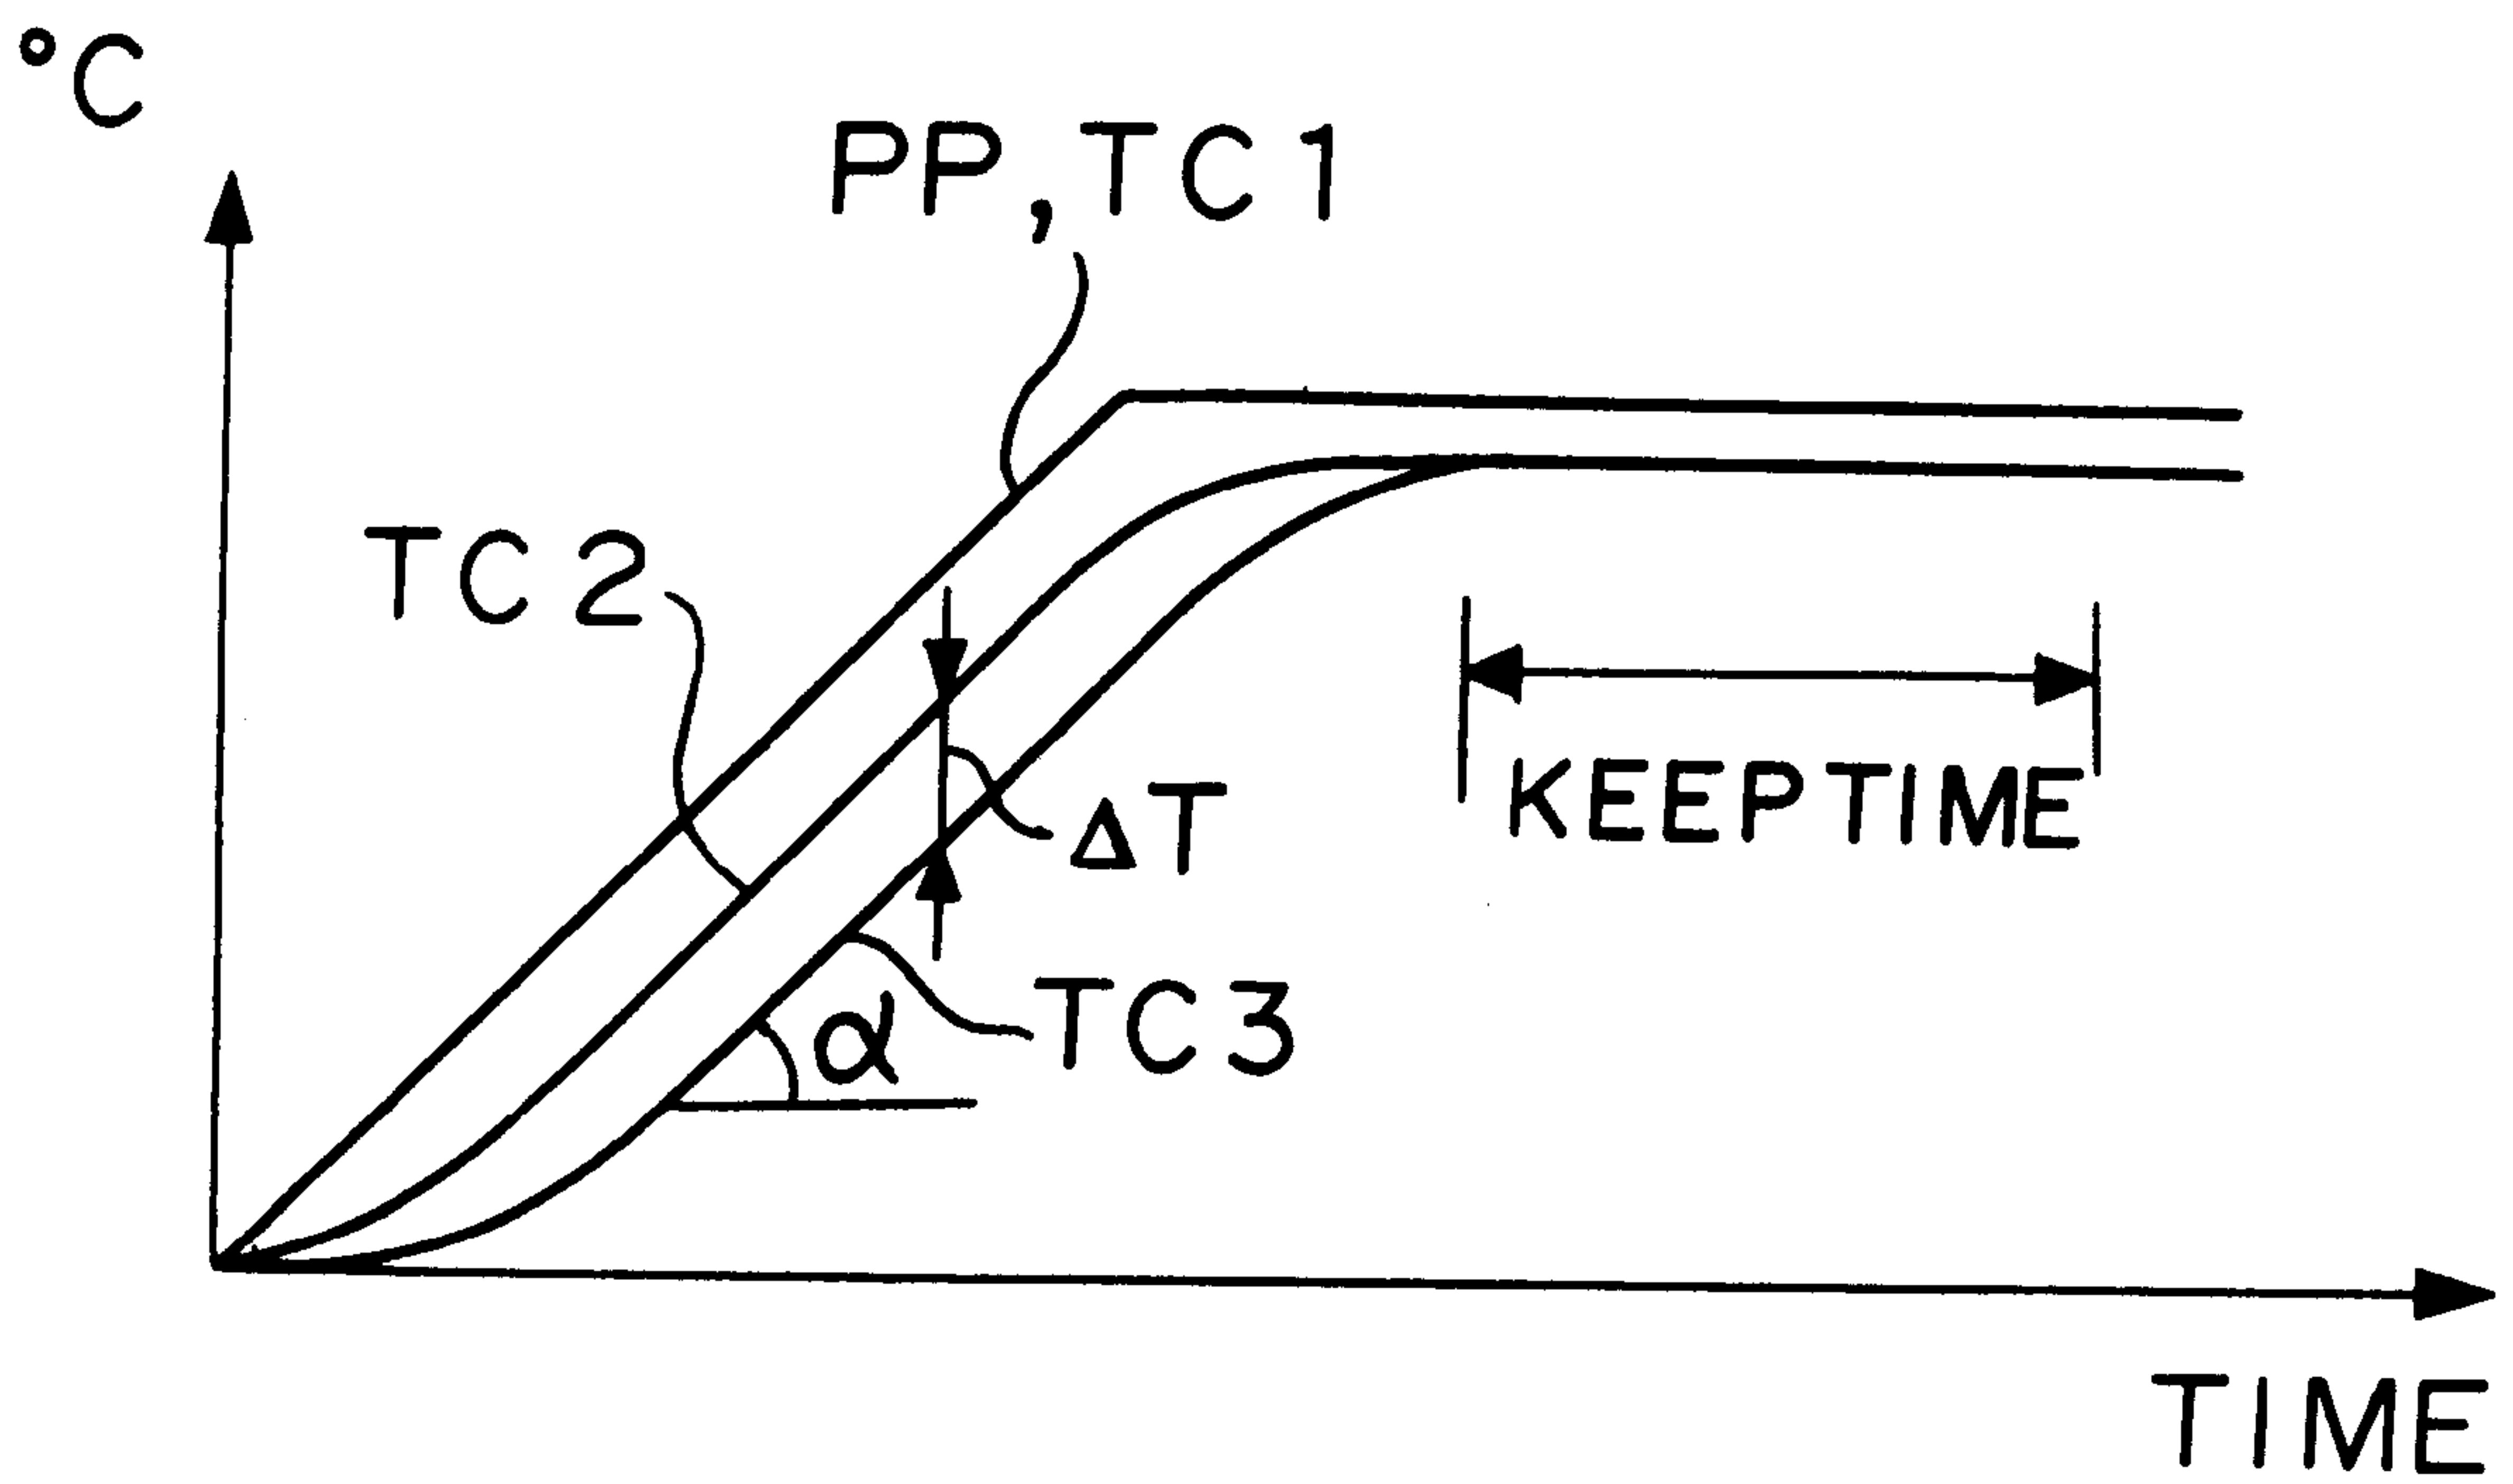 °C
PP, TC1
TC2
ΔT
KEEPTIME
TC3
α
TIME